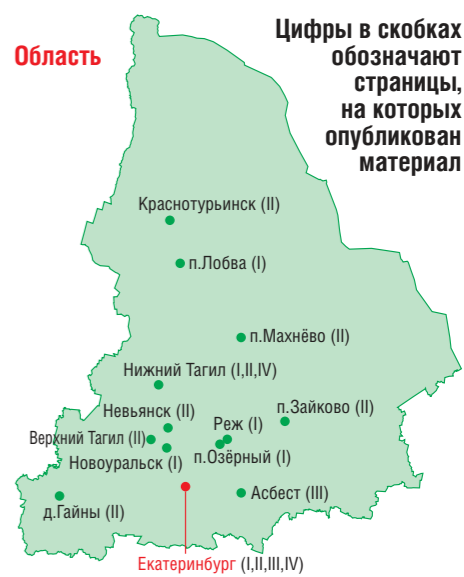 Область
Цифры в скобках
обозначают
страницы,
на которых
опубликован
материал
Краснотурьинск (II)
п.Лобва (I)
п.Махнёво (II)
Нижний Тагил (I,II,IV)
п.Зайково (II)
Невьянск (II)
Реж (I)
Верхний Тагил (II)
п.Озёрный (I)
Новоуральск (I)
Асбест (III)
д.Гайны (II)
Екатеринбург (I,II,III,IV)